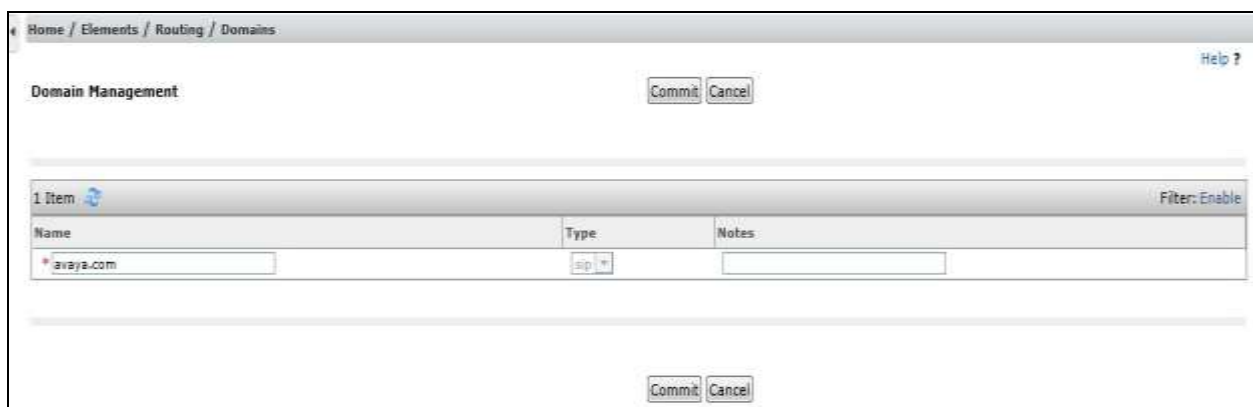 Home / Elements / Routing / Domains
Help ?
Domain Management
Commit Cancel
1 Item
Filter: Enable
Name Type Notes
* avaya.com sip
Commit Cancel